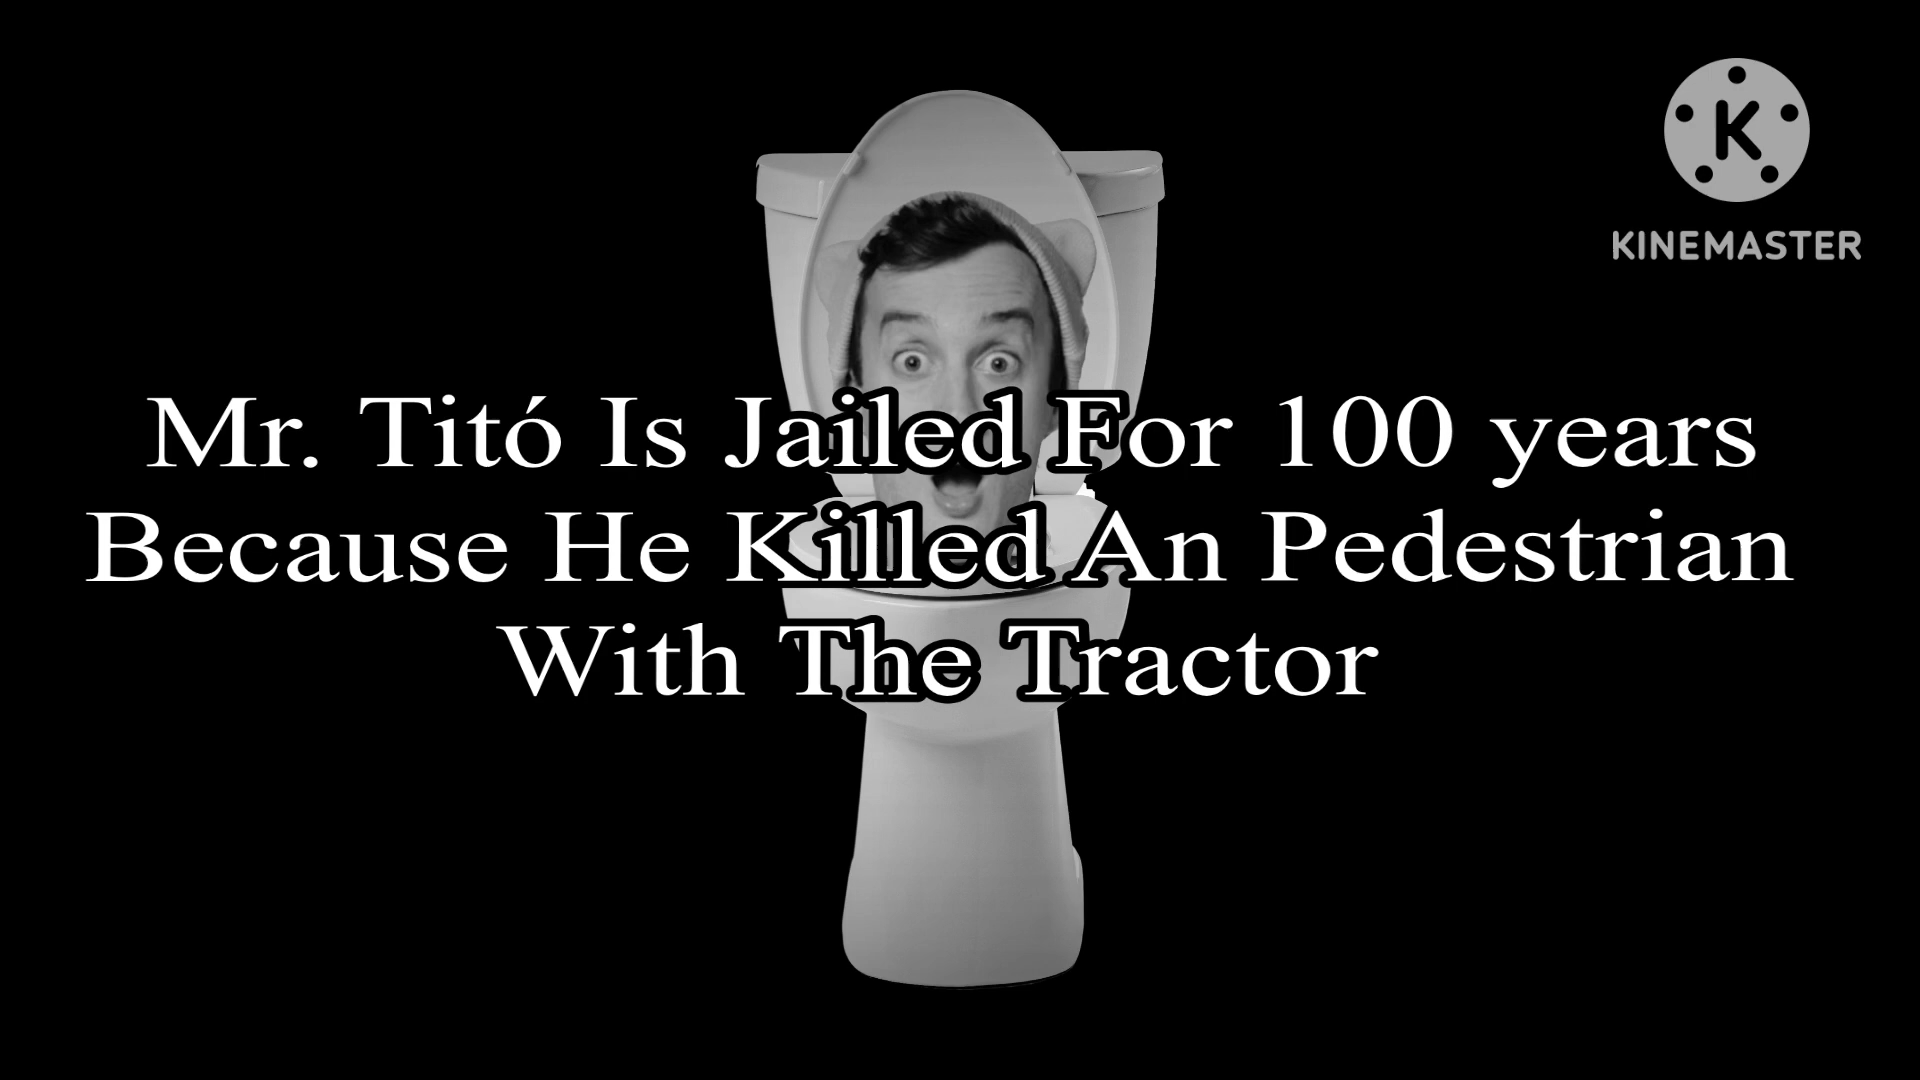 K
KINEMASTER
Mr. Titó Is Jailed For 100 years
Because He Killed An Pedestrian
With The Tractor